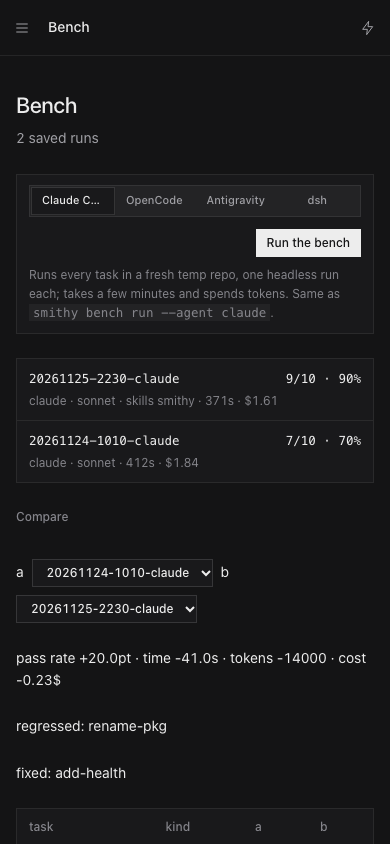 Bench
Bench
2 saved runs
Claude C... OpenCode Antigravity dsh
Run the bench
Runs every task in a fresh temp repo, one headless run
each; takes a few minutes and spends tokens. Same as
smithy bench run --agent claude.
20261125-2230-claude 9/10 · 90%
claude · sonnet · skills smithy · 371s · $1.61
20261124-1010-claude 7/10 · 70%
claude · sonnet · 412s · $1.84
Compare
a 20261124-1010-claude b
20261125-2230-claude
pass rate +20.0pt · time -41.0s · tokens -14000 · cost
-0.23$
regressed: rename-pkg
fixed: add-health
task kind a b